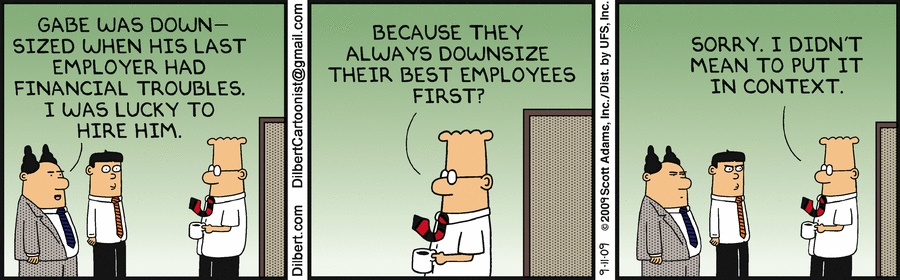 GABE WAS DOWN-
SIZED WHEN HIS LAST
EMPLOYER HAD
FINANCIAL TROUBLES.
I WAS LUCKY TO
HIRE HIM.
Dilbert.com DilbertCartoonist@gmail.com
BECAUSE THEY
ALWAYS DOWNSIZE
THEIR BEST EMPLOYEES
FIRST?
9-11-09 ©2009 Scott Adams, Inc./Dist. by UFS, Inc.
SORRY. I DIDN'T
MEAN TO PUT IT
IN CONTEXT.